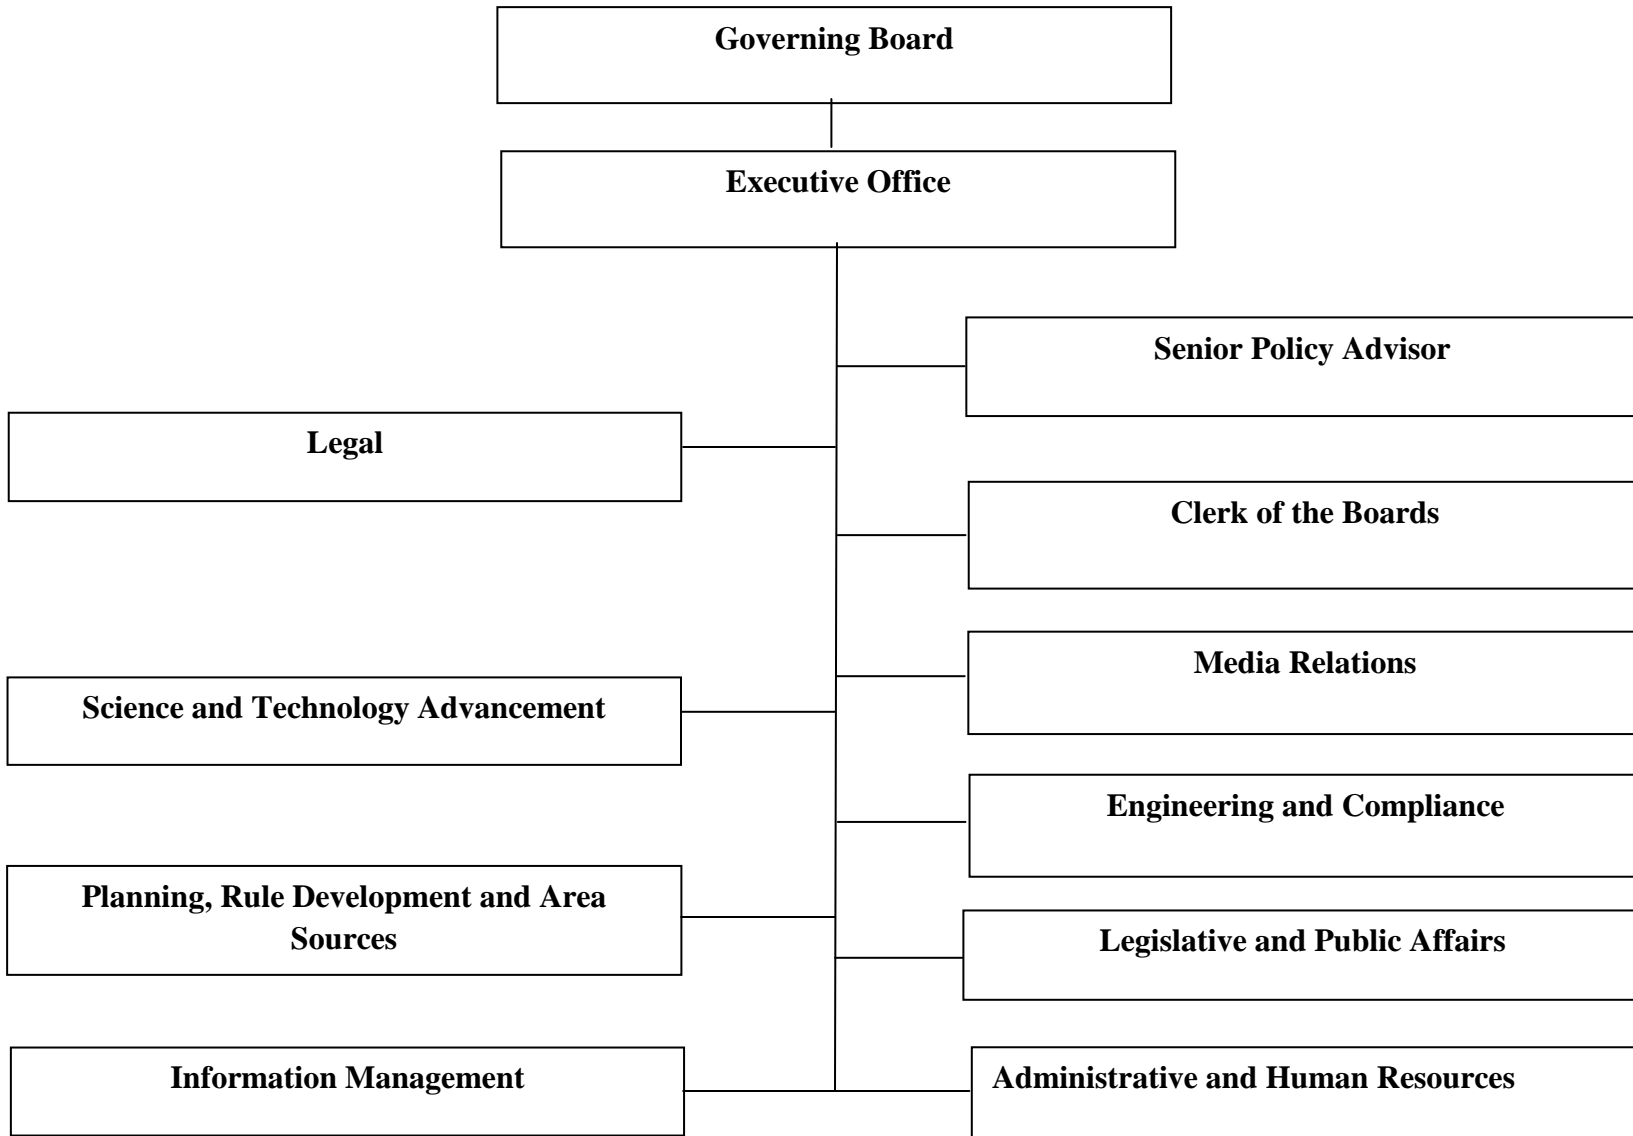 Governing Board
Executive Office
Senior Policy Advisor
Legal
Clerk of the Boards
Media Relations
Science and Technology Advancement
Engineering and Compliance
Planning, Rule Development and Area
Sources
Legislative and Public Affairs
Information Management
Administrative and Human Resources